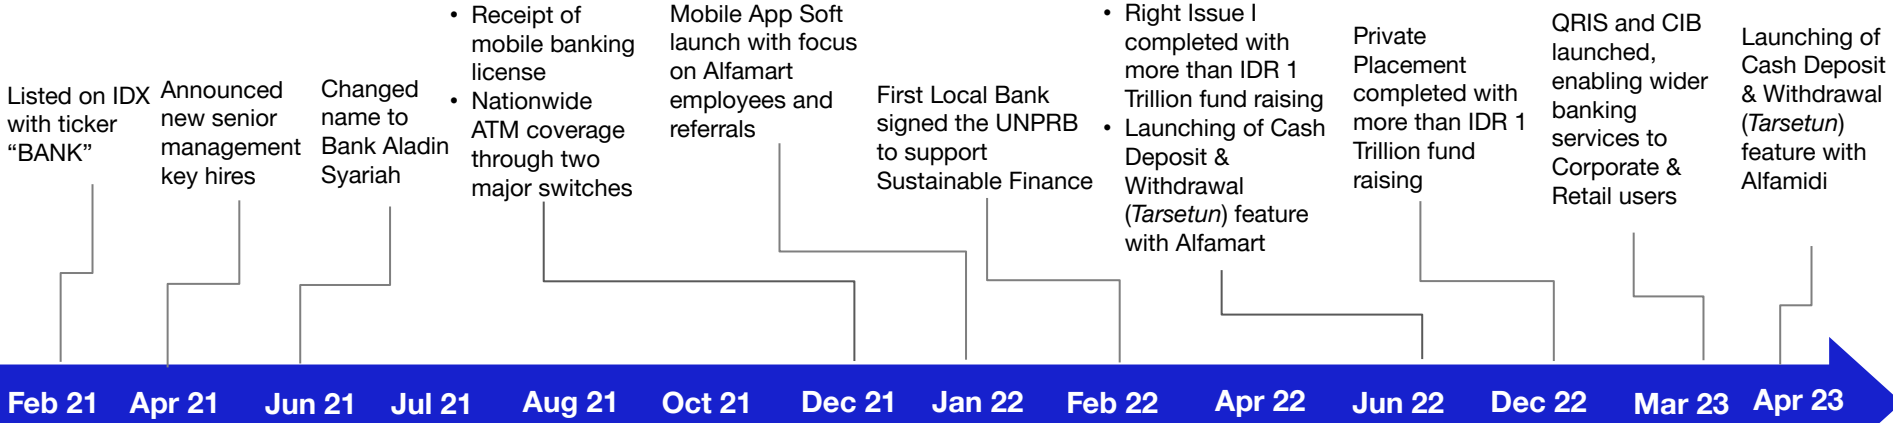 Listed on IDX
with ticker
“BANK”
Announced
new senior
management
key hires
Changed
name to
Bank Aladin
Syariah
• Receipt of
mobile banking
license
• Nationwide
ATM coverage
through two
major switches
Mobile App Soft
launch with focus
on Alfamart
employees and
referrals
First Local Bank
signed the UNPRB
to support
Sustainable Finance
• Right Issue I
completed with
more than IDR 1
Trillion fund raising
• Launching of Cash
Deposit &
Withdrawal
(Tarsetun) feature
with Alfamart
Private
Placement
completed with
more than IDR 1
Trillion fund
raising
QRIS and CIB
launched,
enabling wider
banking
services to
Corporate &
Retail users
Launching of
Cash Deposit
& Withdrawal
(Tarsetun)
feature with
Alfamidi
Feb 21 Apr 21 Jun 21 Jul 21 Aug 21 Oct 21 Dec 21 Jan 22 Feb 22 Apr 22 Jun 22 Dec 22 Mar 23 Apr 23